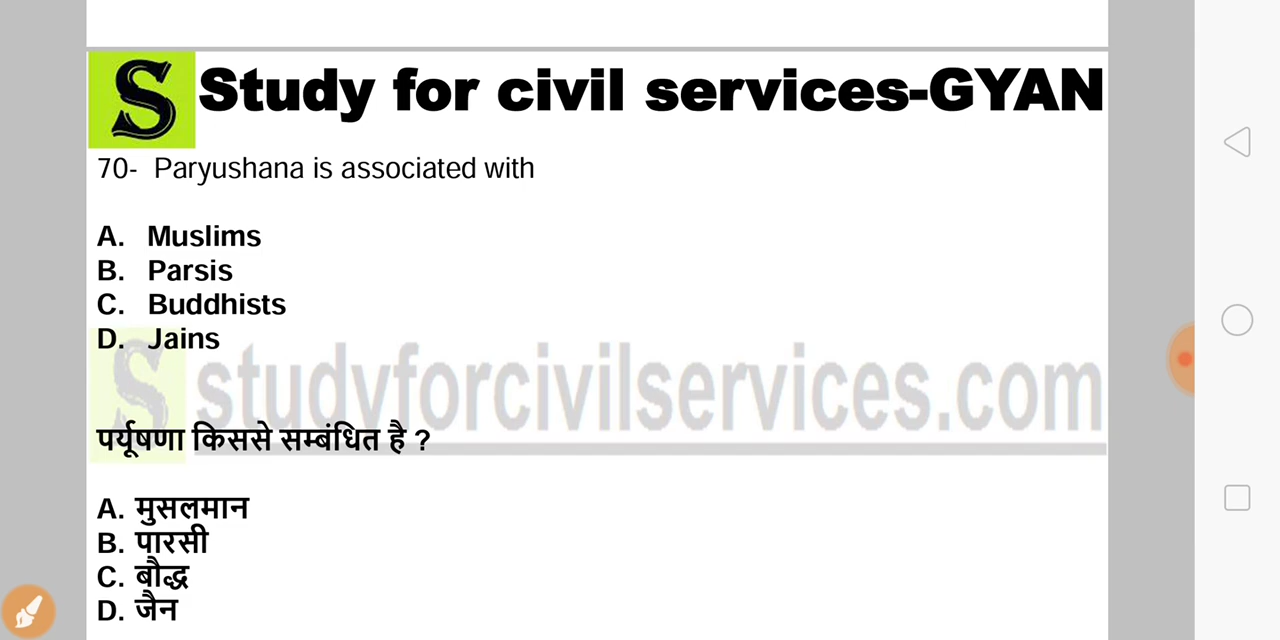 S Study for civil services-GYAN
70- Paryushana is associated with
A. Muslims
B. Parsis
C. Buddhists
D. Jains
S studyforcivilservices.com
पर्यूषणा किससे सम्बंधित है ?
A. मुसलमान
B. पारसी
C. बौद्ध
D. जैन